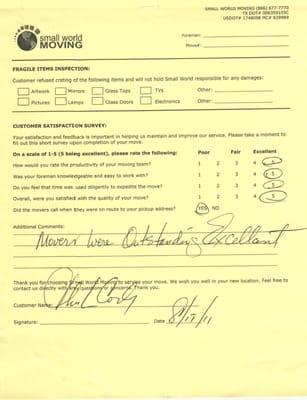 SMALL WORLD MOVING (866) 677-7770
TX DOT# 006359103C
USDOT# 1748098 MC# 639069
small world
MOVING
Foreman:
Move#:
FRAGILE ITEMS INSPECTION:
Customer refused crating of the following items and will not hold Small World responsible for any damages:
Artwork Mirrors Glass Tops TVs Other:
Pictures Lamps Glass Doors Electronics Other:
CUSTOMER SATISFACTION SURVEY:
Your satisfaction and feedback is important in helping us maintain and improve our service. Please take a moment to
fill out this short survey upon completion of your move.
On a scale of 1-5 (5 being excellent), please rate the following: Poor Fair Excellent
How would you rate the productivity of your moving team? 1 2 3 4 5
Was your foreman knowledgeable and easy to work with? 1 2 3 4 5
Do you feel that time was used diligently to expedite the move? 1 2 3 4 5
Overall, were you satisfied with the quality of your move? 1 2 3 4 5
Did the movers call when they were on route to your pickup address? YES NO
Additional Comments:
Movers Were Outstanding Excellent
Thank you for choosing Small World Moving to serve your move. We wish you well in your new location. Feel free to
contact us directly with any questions or concerns. Thank you.
Customer Name:
Signature: Date 8/17/11